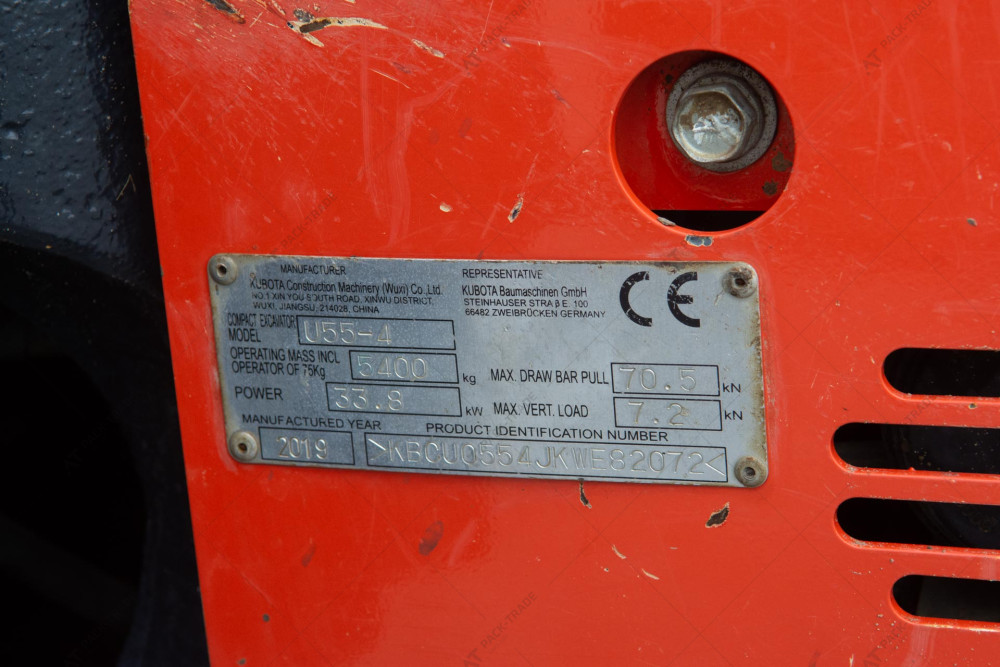 MANUFACTURER
KUBOTA Construction Machinery (Wuxi) Co.,Ltd.
NO.1 XIN YOU SOUTH ROAD, XINWU DISTRICT,
WUXI, JIANGSU, 214028, CHINA
REPRESENTATIVE
KUBOTA Baumaschinen GmbH
STEINHAUSER STRAβE. 100
66482 ZWEIBRÜCKEN GERMANY
CE
COMPACT EXCAVATOR
MODEL U55-4
OPERATING MASS INCL
OPERATOR OF 75Kg 5400 kg
POWER 33.8 kW
MAX. DRAW BAR PULL 70.5 kN
MAX. VERT. LOAD 7.2 kN
MANUFACTURED YEAR
2019
PRODUCT IDENTIFICATION NUMBER
>KBCU0554JKWE82072<
AT PACK-TRADE